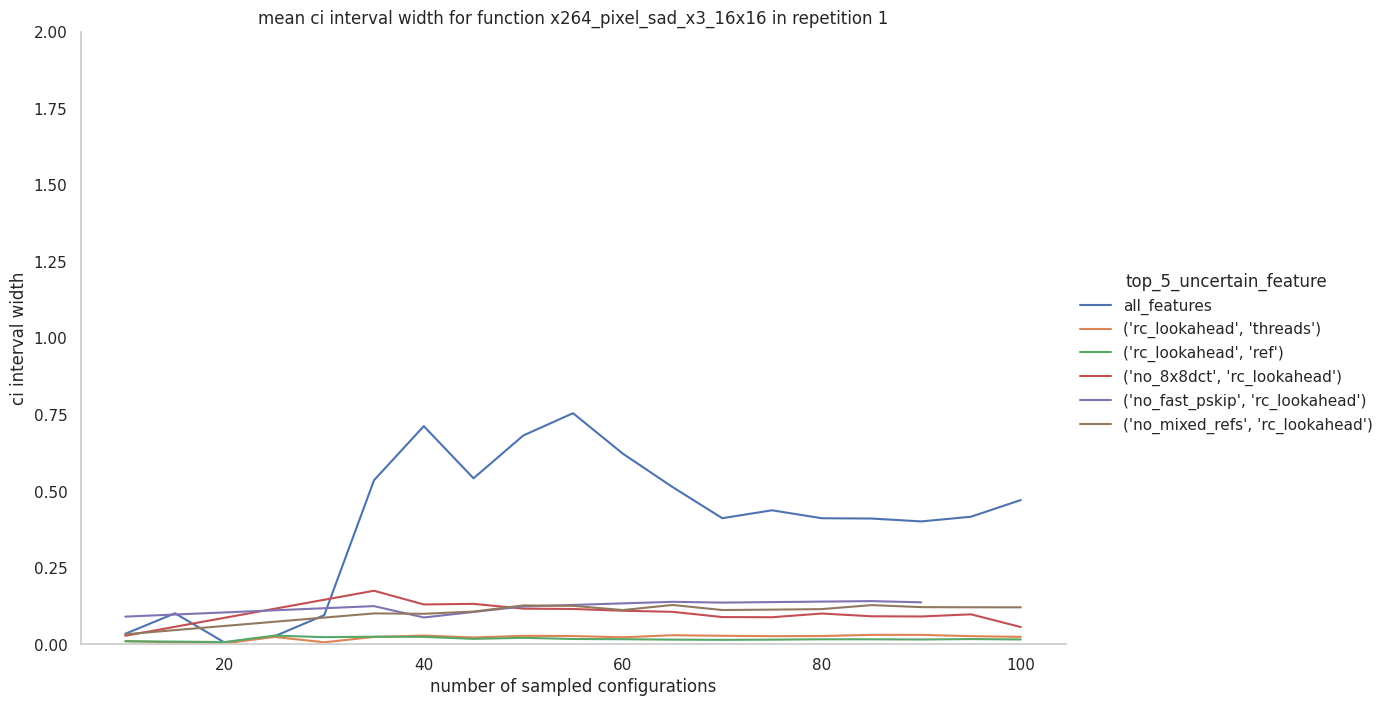 mean ci interval width for function x264_pixel_sad_x3_16x16 in repetition 1
2.00
1.75
1.50
1.25
1.00
0.75
0.50
0.25
0.00
ci interval width
20
40
60
80
100
number of sampled configurations
top_5_uncertain_feature
all_features
('rc_lookahead', 'threads')
('rc_lookahead', 'ref')
('no_8x8dct', 'rc_lookahead')
('no_fast_pskip', 'rc_lookahead')
('no_mixed_refs', 'rc_lookahead')